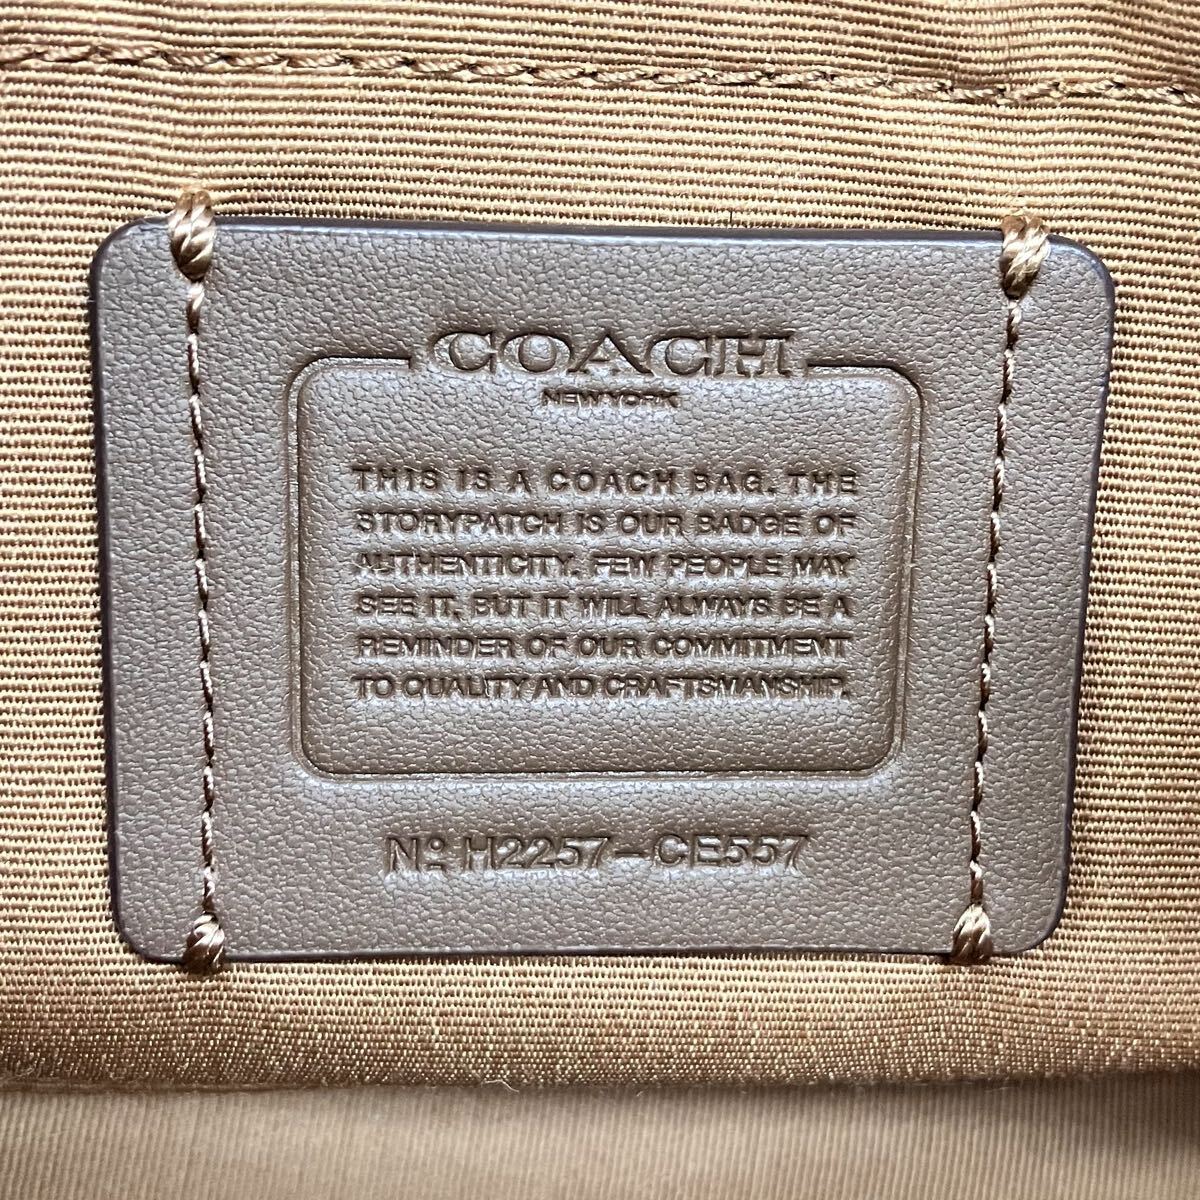 COACH
NEW YORK
THIS IS A COACH BAG. THE
STORYPATCH IS OUR BADGE OF
AUTHENTICITY. FEW PEOPLE MAY
SEE IT, BUT IT WILL ALWAYS BE A
REMINDER OF OUR COMMITMENT
TO QUALITY AND CRAFTSMANSHIP.
Nº H2257-CE557